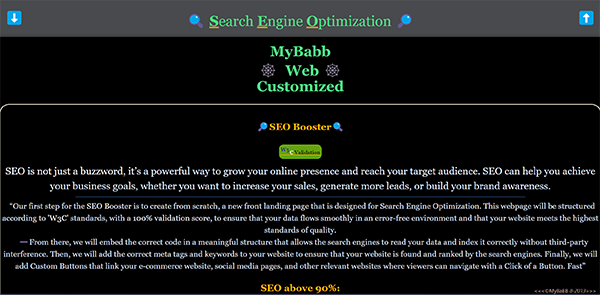 Search Engine Optimization
MyBabb
Web
Customized
SEO Booster
W3C Validation
SEO is not just a buzzword, it's a powerful way to grow your online presence and reach your target audience. SEO can help you achieve
your business goals, whether you want to increase your sales, generate more leads, or build your brand awareness.
"Our first step for the SEO Booster is to create from scratch, a new front landing page that is designed for Search Engine Optimization. This webpage will be structured
according to 'W3C' standards, with a 100% validation score, to ensure that your data flows smoothly in an error-free environment and that your website meets the highest
standards of quality.
— From there, we will embed the correct code in a meaningful structure that allows the search engines to read your data and index it correctly without third-party
interference. Then, we will add the correct meta tags and keywords to your website to ensure that your website is found and ranked by the search engines. Finally, we will
add Custom Buttons that link your e-commerce website, social media pages, and other relevant websites where viewers can navigate with a Click of a Button. Fast"
SEO above 90%: